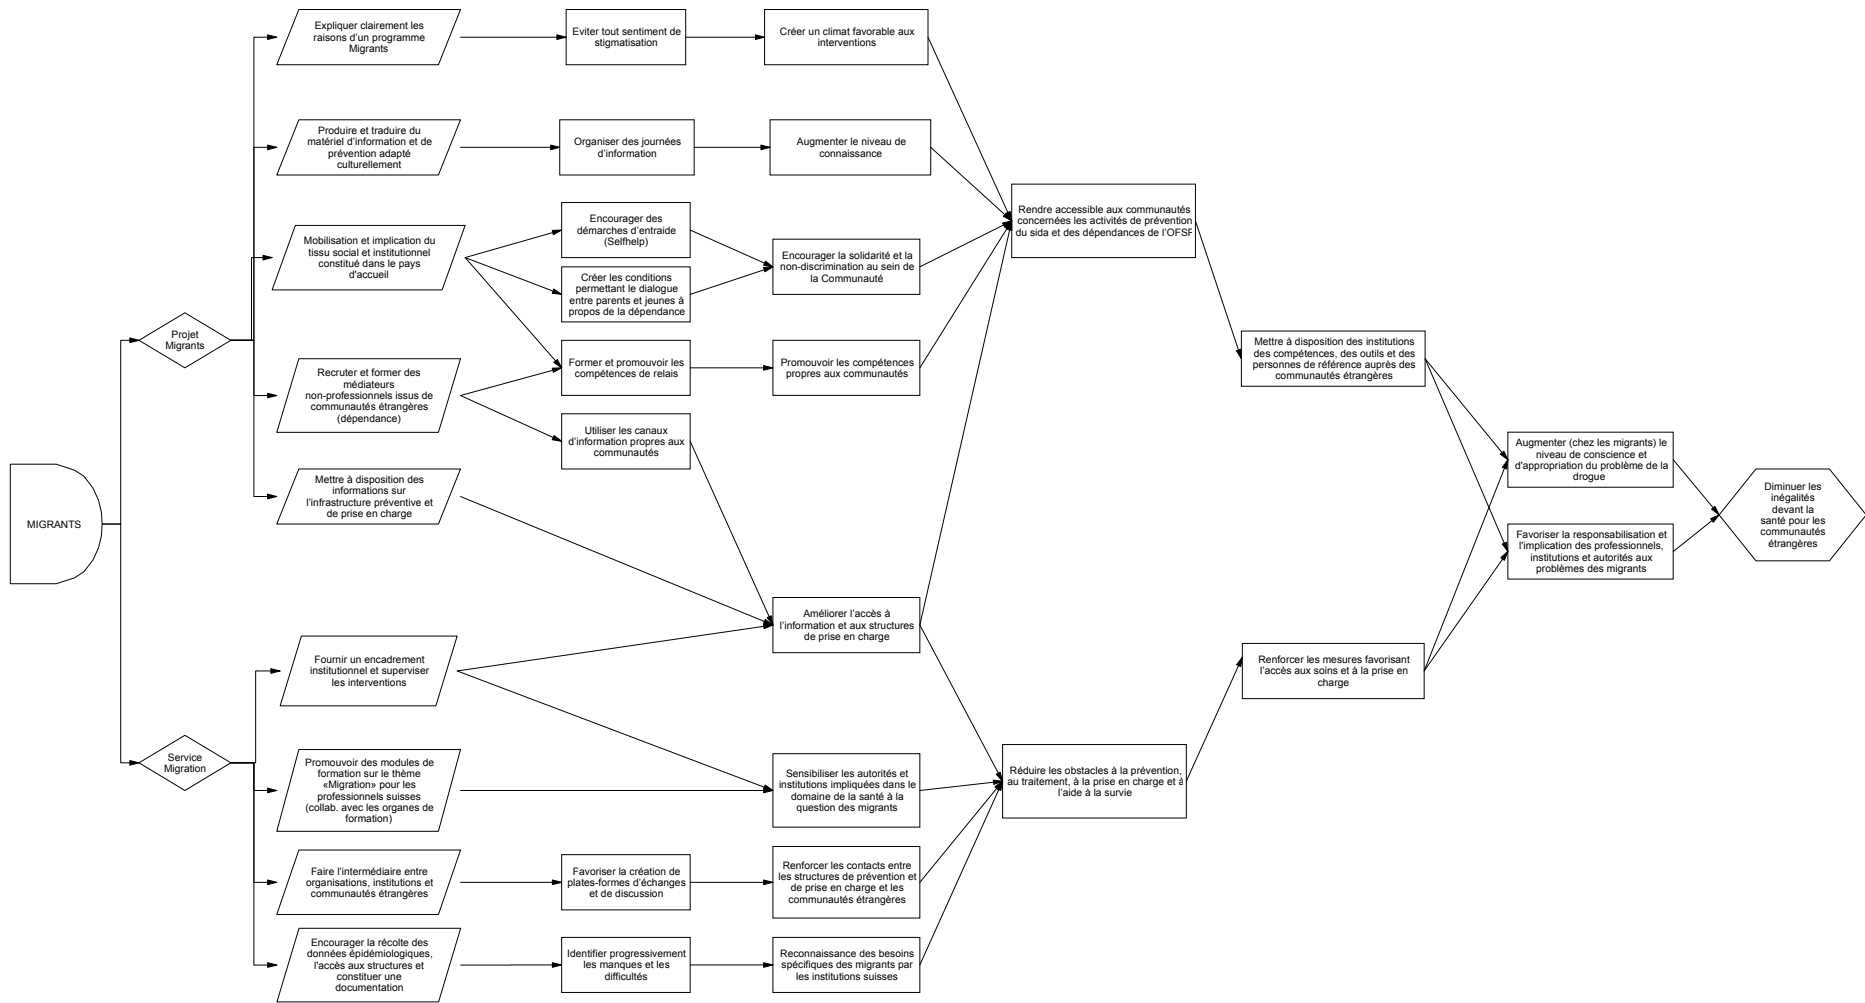 MIGRANTS
Projet
Migrants
Service
Migration
Expliquer clairement les
raisons d'un programme
Migrants
Produire et traduire du
matériel d'information et de
prévention adapté
culturellement
Mobilisation et implication du
tissu social et institutionnel
constitué dans le pays
d'accueil
Recruter et former des
médiateurs
non-professionnels issus de
communautés étrangères
(dépendance)
Mettre à disposition des
informations sur
l'infrastructure préventive et
de prise en charge
Fournir un encadrement
institutionnel et superviser
les interventions
Promouvoir des modules de
formation sur le thème
«Migration» pour les
professionnels suisses
(collab. avec les organes de
formation)
Faire l'intermédiaire entre
organisations, institutions et
communautés étrangères
Encourager la récolte des
données épidémiologiques,
l'accès aux structures et
constituer une
documentation
Eviter tout sentiment de
stigmatisation
Organiser des journées
d'information
Encourager des
démarches d'entraide
(Selfhelp)
Créer les conditions
permettant le dialogue
entre parents et jeunes à
propos de la dépendance
Former et promouvoir les
compétences de relais
Utiliser les canaux
d'information propres aux
communautés
Favoriser la création de
plates-formes d'échanges
et de discussion
Identifier progressivement
les manques et les
difficultés
Créer un climat favorable aux
interventions
Augmenter le niveau de
connaissance
Encourager la solidarité et la
non-discrimination au sein de
la Communauté
Promouvoir les compétences
propres aux communautés
Améliorer l'accès à
l'information et aux structures
de prise en charge
Sensibiliser les autorités et
institutions impliquées dans le
domaine de la santé à la
question des migrants
Renforcer les contacts entre
les structures de prévention et
de prise en charge et les
communautés étrangères
Reconnaissance des besoins
spécifiques des migrants par
les institutions suisses
Rendre accessible aux communautés
concernées les activités de prévention
du sida et des dépendances de l'OFSP
Réduire les obstacles à la prévention,
au traitement, à la prise en charge et à
l'aide à la survie
Mettre à disposition des institutions
des compétences, des outils et des
personnes de référence auprès des
communautés étrangères
Renforcer les mesures favorisant
l'accès aux soins et à la prise en
charge
Augmenter (chez les migrants) le
niveau de conscience et
d'appropriation du problème de la
drogue
Favoriser la responsabilisation et
l'implication des professionnels,
institutions et autorités aux
problèmes des migrants
Diminuer les
inégalités
devant la
santé pour les
communautés
étrangères